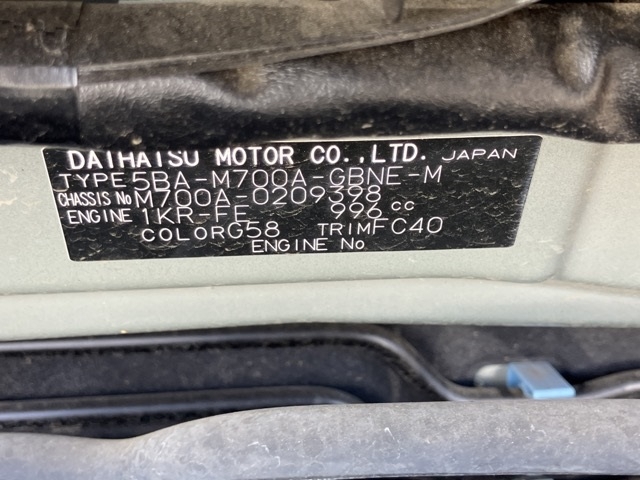 DAIHATSU MOTOR CO.,LTD. JAPAN
TYPE 5BA-M700A-GBNE-M
CHASSIS No M700A-0209398
ENGINE 1KR-FE 996 cc
COLOR G58 TRIM FC40
ENGINE No